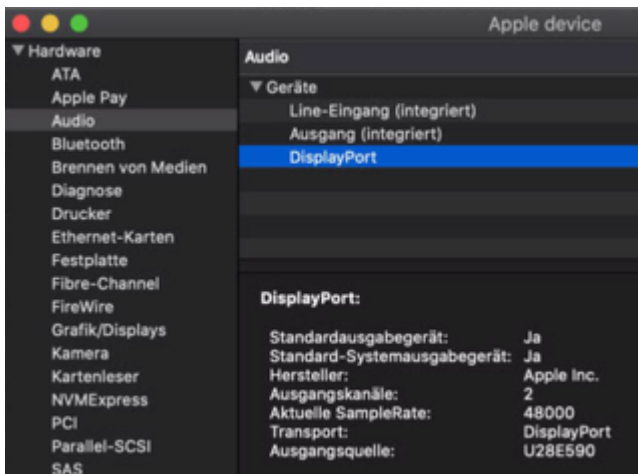 Apple device
Hardware
ATA
Apple Pay
Audio
Bluetooth
Brennen von Medien
Diagnose
Drucker
Ethernet-Karten
Festplatte
Fibre-Channel
FireWire
Grafik/Displays
Kamera
Kartenleser
NVMExpress
PCI
Parallel-SCSI
SAS
Audio
Geräte
Line-Eingang (integriert)
Ausgang (integriert)
DisplayPort
DisplayPort:
Standardausgabegerät: Ja
Standard-Systemausgabegerät: Ja
Hersteller: Apple Inc.
Ausgangskanäle: 2
Aktuelle SampleRate: 48000
Transport: DisplayPort
Ausgangsquelle: U28E590